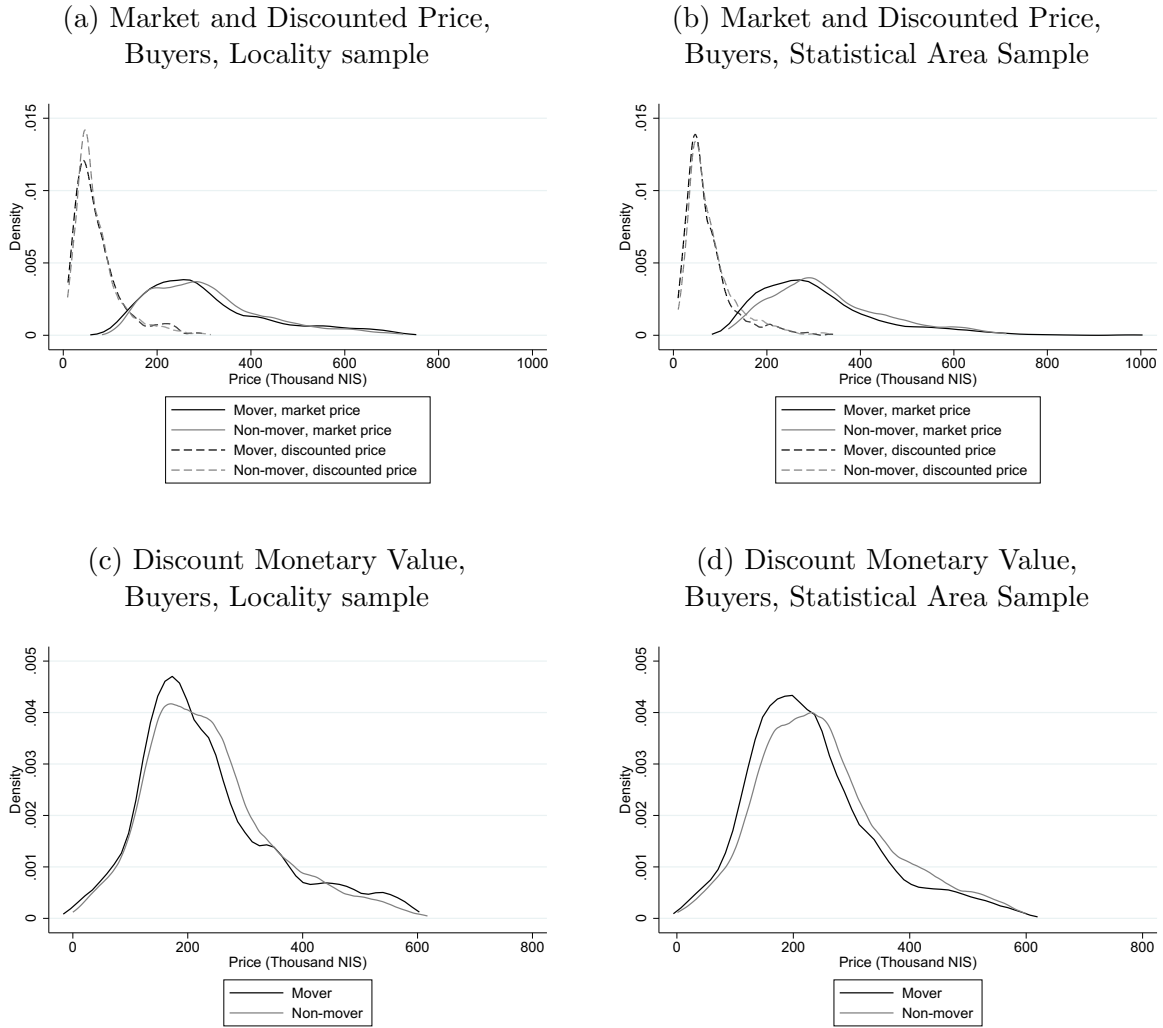 (a) Market and Discounted Price,
Buyers, Locality sample
.015
.01
.005
0
Density
0 200 400 600 800 1000
Price (Thousand NIS)
Mover, market price
Non-mover, market price
Mover, discounted price
Non-mover, discounted price
(b) Market and Discounted Price,
Buyers, Statistical Area Sample
.015
.01
.005
0
Density
0 200 400 600 800 1000
Price (Thousand NIS)
Mover, market price
Non-mover, market price
Mover, discounted price
Non-mover, discounted price
(c) Discount Monetary Value,
Buyers, Locality sample
.005
.004
.003
.002
.001
0
Density
0 200 400 600 800
Price (Thousand NIS)
Mover
Non-mover
(d) Discount Monetary Value,
Buyers, Statistical Area Sample
.005
.004
.003
.002
.001
0
Density
0 200 400 600 800
Price (Thousand NIS)
Mover
Non-mover